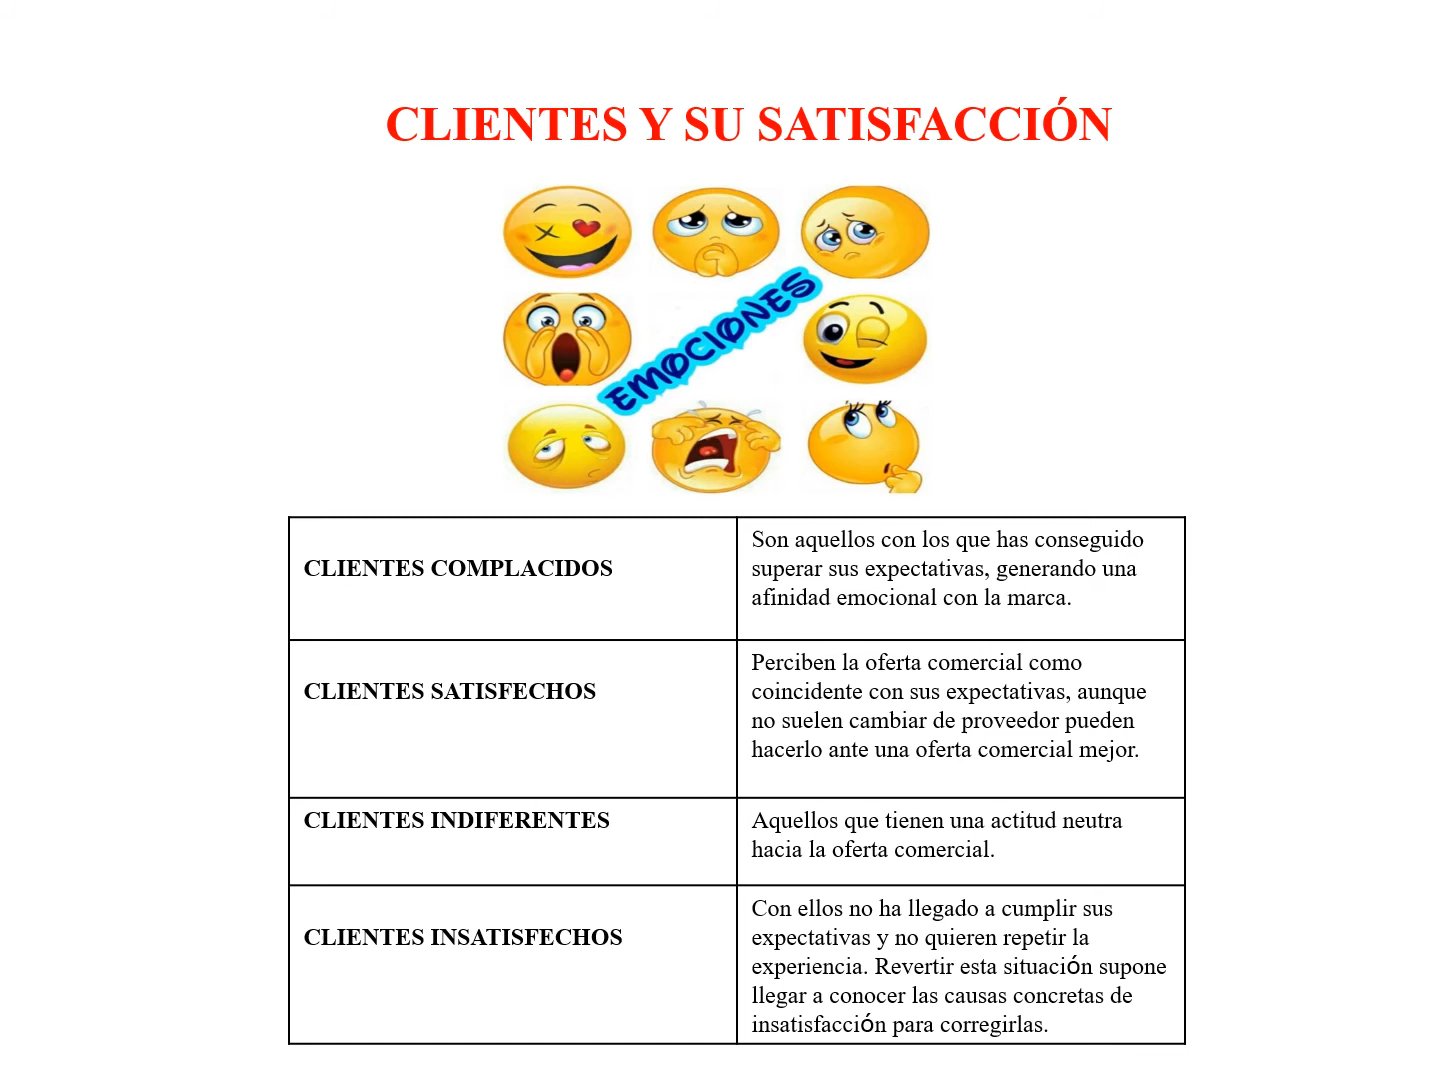 CLIENTES Y SU SATISFACCIÓN
EMOCIONES
CLIENTES COMPLACIDOS
Son aquellos con los que has conseguido
superar sus expectativas, generando una
afinidad emocional con la marca.
CLIENTES SATISFECHOS
Perciben la oferta comercial como
coincidente con sus expectativas, aunque
no suelen cambiar de proveedor pueden
hacerlo ante una oferta comercial mejor.
CLIENTES INDIFERENTES
Aquellos que tienen una actitud neutra
hacia la oferta comercial.
CLIENTES INSATISFECHOS
Con ellos no ha llegado a cumplir sus
expectativas y no quieren repetir la
experiencia. Revertir esta situación supone
llegar a conocer las causas concretas de
insatisfacción para corregirlas.